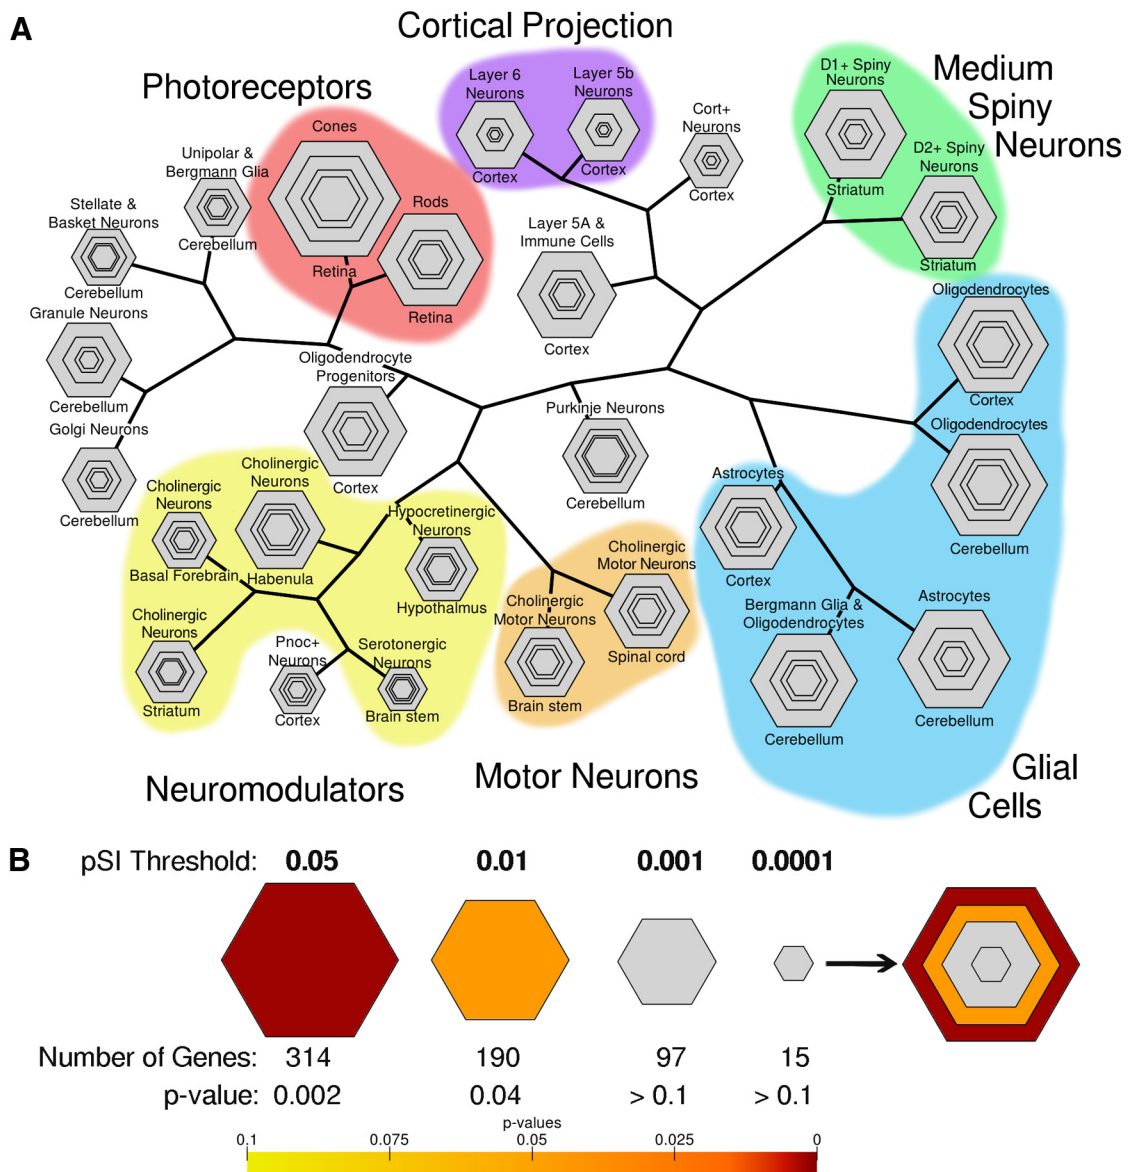 A
Cortical Projection
Photoreceptors
Medium
Spiny
Neurons
Layer 6
Neurons
Cortex
Layer 5b
Neurons
Cortex
Cort+
Neurons
Cortex
D1+ Spiny
Neurons
Striatum
D2+ Spiny
Neurons
Striatum
Cones
Retina
Rods
Retina
Unipolar &
Bergmann Glia
Cerebellum
Stellate &
Basket Neurons
Cerebellum
Layer 5A &
Immune Cells
Cortex
Granule Neurons
Cerebellum
Golgi Neurons
Cerebellum
Oligodendrocyte
Progenitors
Cortex
Purkinje Neurons
Cerebellum
Oligodendrocytes
Cortex
Oligodendrocytes
Cerebellum
Astrocytes
Cortex
Bergmann Glia &
Oligodendrocytes
Cerebellum
Astrocytes
Cerebellum
Cholinergic
Neurons
Basal Forebrain
Cholinergic
Neurons
Habenula
Hypocretinergic
Neurons
Hypothalmus
Cholinergic
Neurons
Striatum
Pnoc+
Neurons
Cortex
Serotonergic
Neurons
Brain stem
Cholinergic
Motor Neurons
Brain stem
Cholinergic
Motor Neurons
Spinal cord
Neuromodulators
Motor Neurons
Glial
Cells
B
pSI Threshold: 0.05 0.01 0.001 0.0001
Number of Genes: 314 190 97 15
p-value: 0.002 0.04 > 0.1 > 0.1
p-values
0.1 0.075 0.05 0.025 0